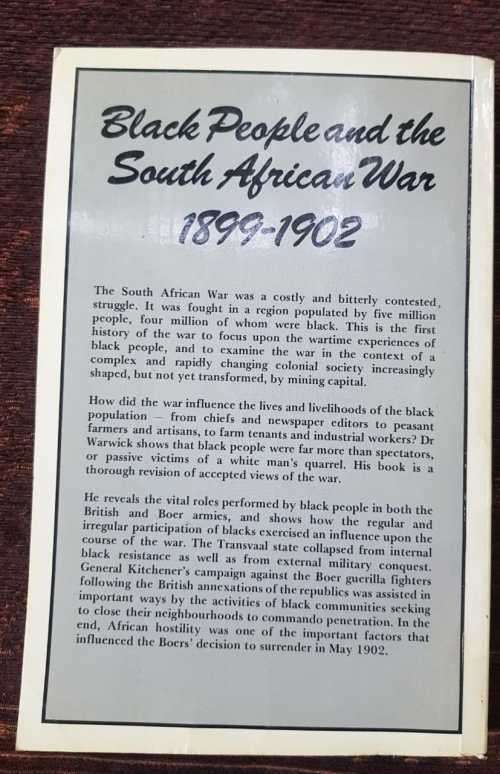 Black People and the
South African War
1899-1902
The South African War was a costly and bitterly contested,
struggle. It was fought in a region populated by five million
people, four million of whom were black. This is the first
history of the war to focus upon the wartime experiences of
black people, and to examine the war in the context of a
complex and rapidly changing colonial society increasingly
shaped, but not yet transformed, by mining capital.
How did the war influence the lives and livelihoods of the black
population — from chiefs and newspaper editors to peasant
farmers and artisans, to farm tenants and industrial workers? Dr
Warwick shows that black people were far more than spectators,
or passive victims of a white man's quarrel. His book is a
thorough revision of accepted views of the war.
He reveals the vital roles performed by black people in both the
British and Boer armies, and shows how the regular and
irregular participation of blacks exercised an influence upon the
course of the war. The Transvaal state collapsed from internal
black resistance as well as from external military conquest.
General Kitchener's campaign against the Boer guerilla fighters
following the British annexations of the republics was assisted in
important ways by the activities of black communities seeking
to close their neighbourhoods to commando penetration. In the
end, African hostility was one of the important factors that
influenced the Boers' decision to surrender in May 1902.